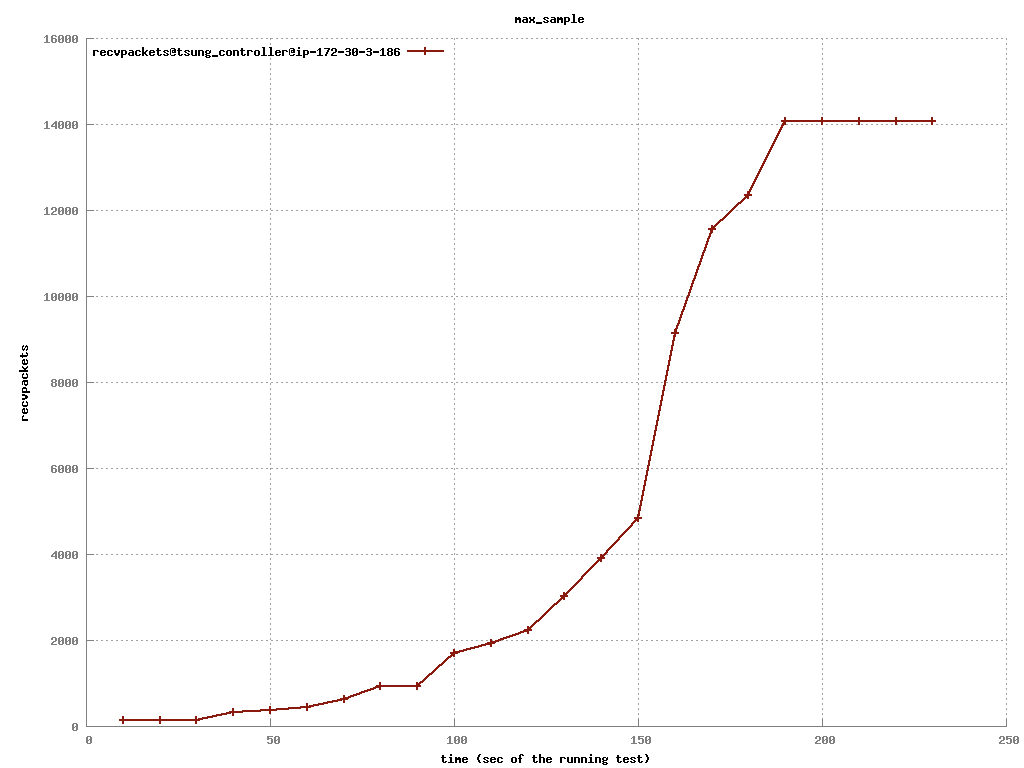 max_sample
16000
recvpackets@tsung_controller@ip-172-30-3-186
14000
12000
10000
recvpackets
8000
6000
4000
2000
0
0 50 100 150 200 250
time (sec of the running test)